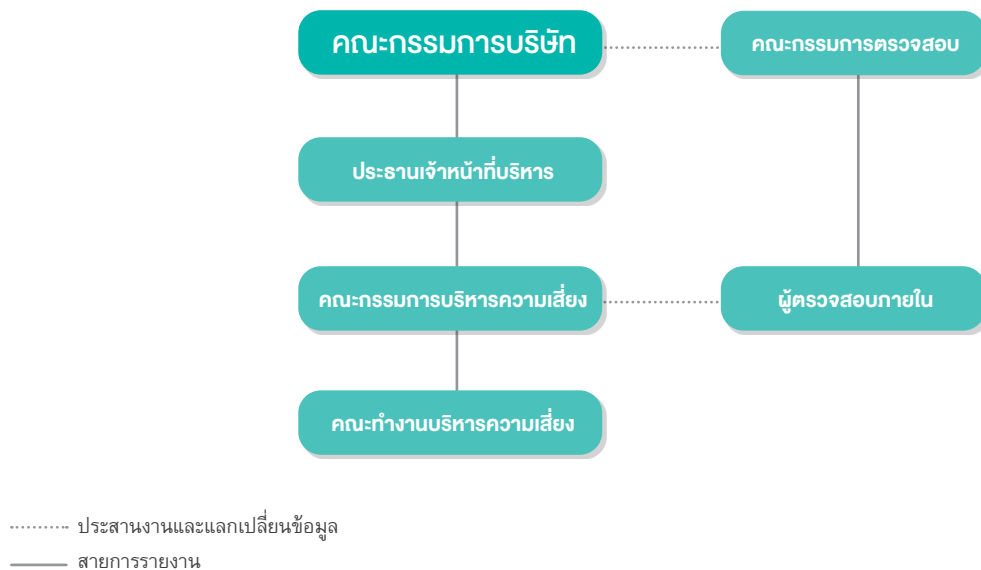 คณะกรรมการบริษัท
คณะกรรมการตรวจสอบ
ประธานเจ้าหน้าที่บริหาร
คณะกรรมการบริหารความเสี่ยง
ผู้ตรวจสอบภายใน
คณะทำงานบริหารความเสี่ยง
ประสานงานและแลกเปลี่ยนข้อมูล
สายการรายงาน